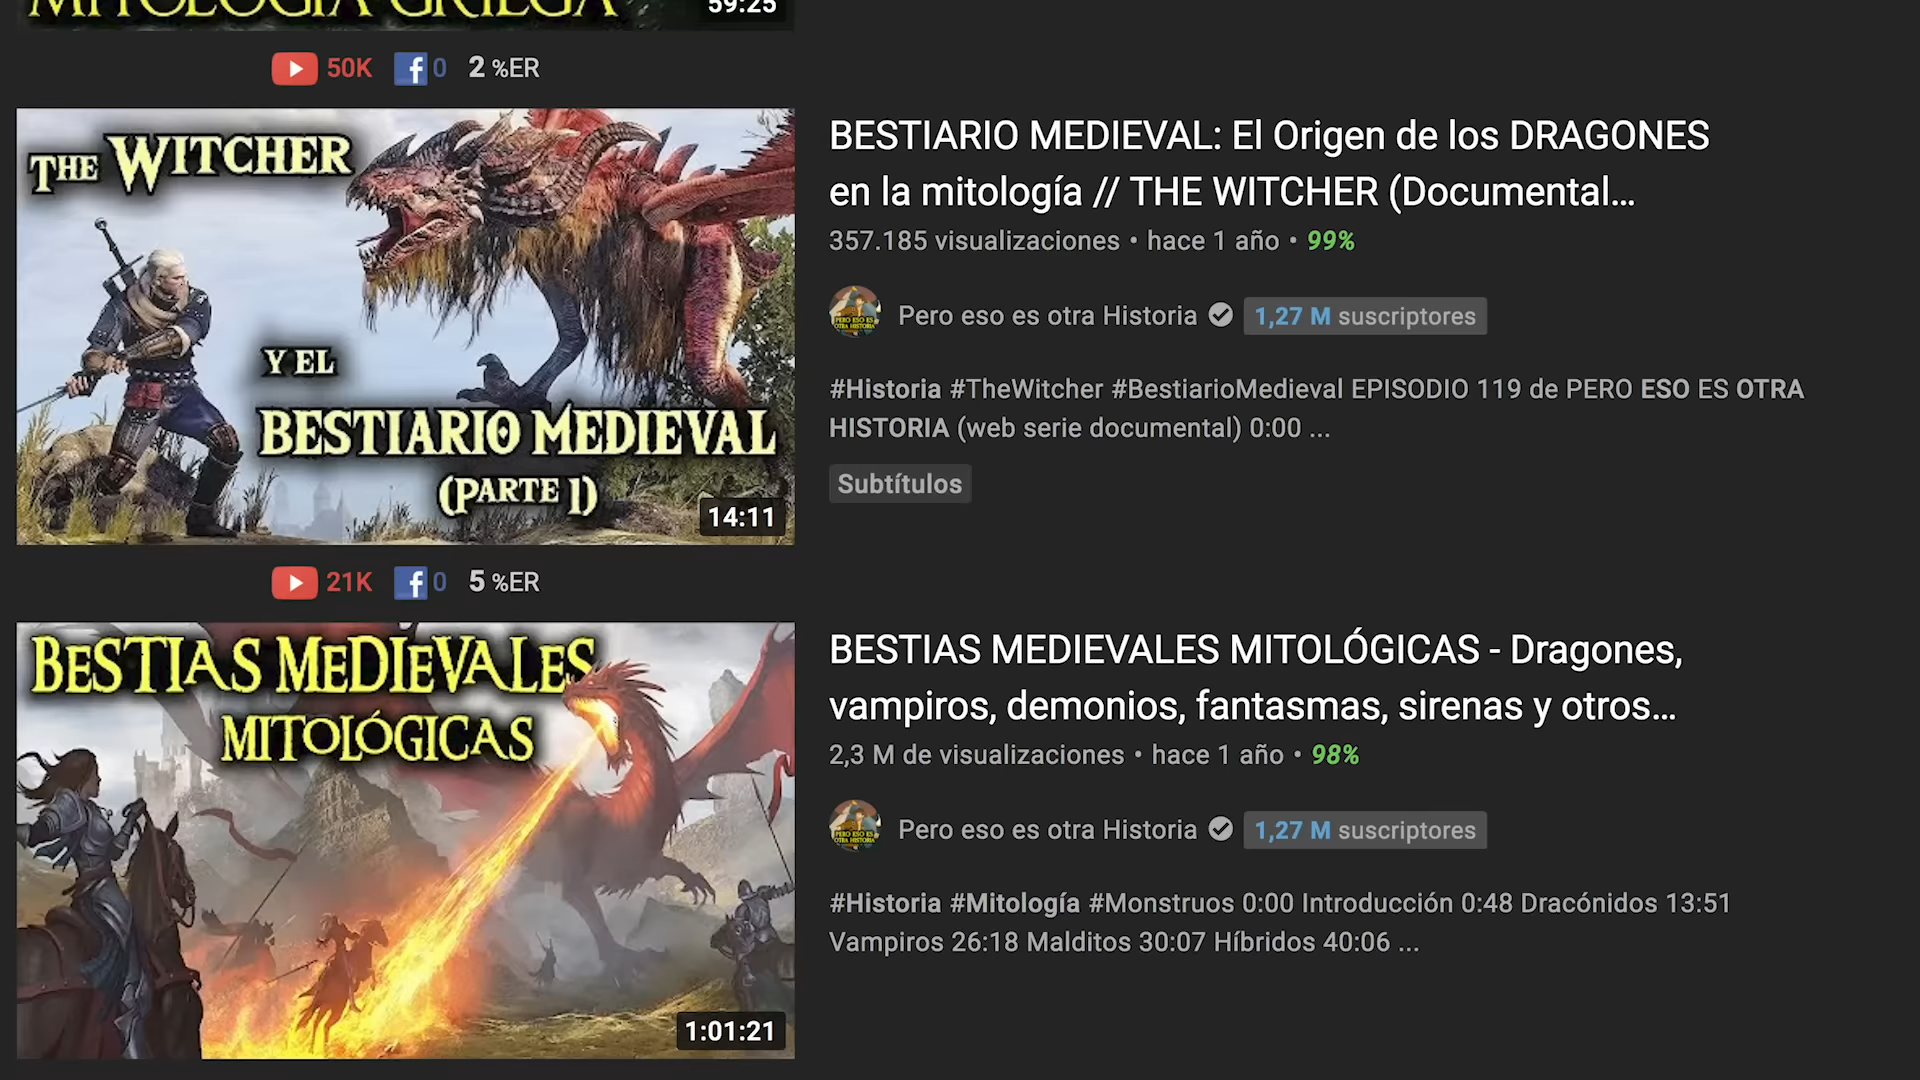 MITOLOGÍA GRIEGA
59:25
50K 0 2 %ER
THE WITCHER
Y EL
BESTIARIO MEDIEVAL
(PARTE I)
14:11
BESTIARIO MEDIEVAL: El Origen de los DRAGONES
en la mitología // THE WITCHER (Documental...
357.185 visualizaciones • hace 1 año • 99%
Pero eso es otra Historia 1,27 M suscriptores
#Historia #TheWitcher #BestiarioMedieval EPISODIO 119 de PERO ESO ES OTRA
HISTORIA (web serie documental) 0:00 ...
Subtítulos
21K 0 5 %ER
BESTIAS MEDIEVALES
MITOLÓGICAS
1:01:21
BESTIAS MEDIEVALES MITOLÓGICAS - Dragones,
vampiros, demonios, fantasmas, sirenas y otros...
2,3 M de visualizaciones • hace 1 año • 98%
Pero eso es otra Historia 1,27 M suscriptores
#Historia #Mitología #Monstruos 0:00 Introducción 0:48 Dracónidos 13:51
Vampiros 26:18 Malditos 30:07 Híbridos 40:06 ...